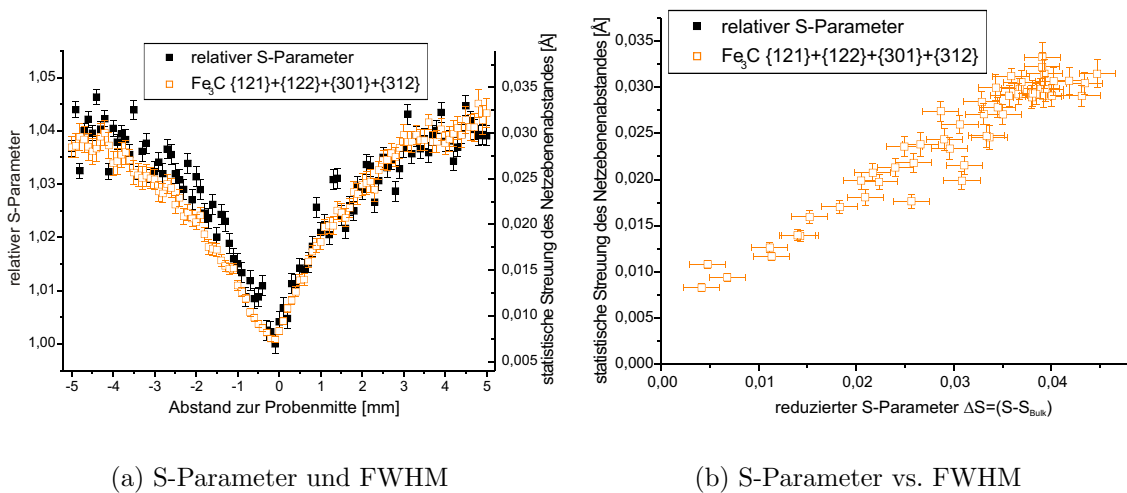 relativer S-Parameter
Fe3C {121}+{122}+{301}+{312}
1,05
1,04
1,03
1,02
1,01
1,00
relativer S-Parameter
0,035
0,030
0,025
0,020
0,015
0,010
0,005
statistische Streuung des Netzebenenabstandes [Å]
-5 -4 -3 -2 -1 0 1 2 3 4 5
Abstand zur Probenmitte [mm]
(a) S-Parameter und FWHM
relativer S-Parameter
Fe3C {121}+{122}+{301}+{312}
0,035
0,030
0,025
0,020
0,015
0,010
0,005
0,000
statistische Streuung des Netzebenenabstandes [Å]
0,00 0,01 0,02 0,03 0,04
reduzierter S-Parameter ΔS=(S-SBulk)
(b) S-Parameter vs. FWHM